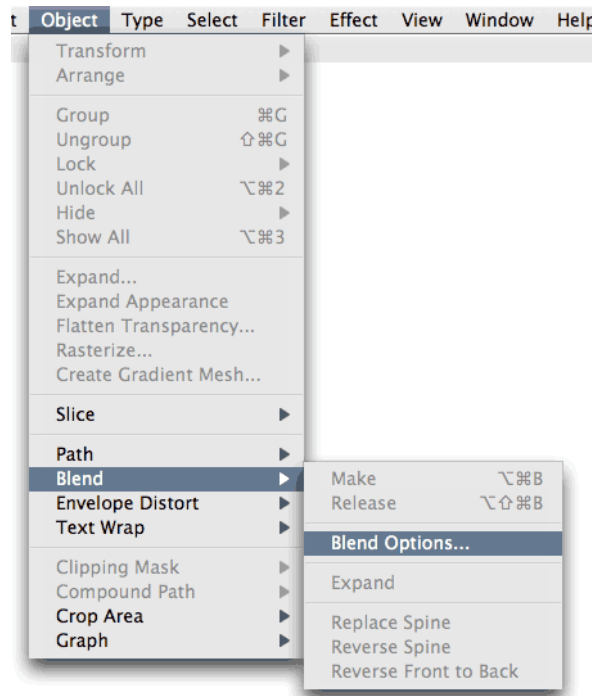 t Object Type Select Filter Effect View Window Help
Transform ▶
Arrange ▶
Group ⌘G
Ungroup ⇧⌘G
Lock ▶
Unlock All ⌥⌘2
Hide ▶
Show All ⌥⌘3
Expand...
Expand Appearance
Flatten Transparency...
Rasterize...
Create Gradient Mesh...
Slice ▶
Path ▶
Blend ▶
Envelope Distort ▶
Text Wrap ▶
Clipping Mask ▶
Compound Path ▶
Crop Area ▶
Graph ▶
Make ⌥⌘B
Release ⌥⇧⌘B
Blend Options...
Expand
Replace Spine
Reverse Spine
Reverse Front to Back